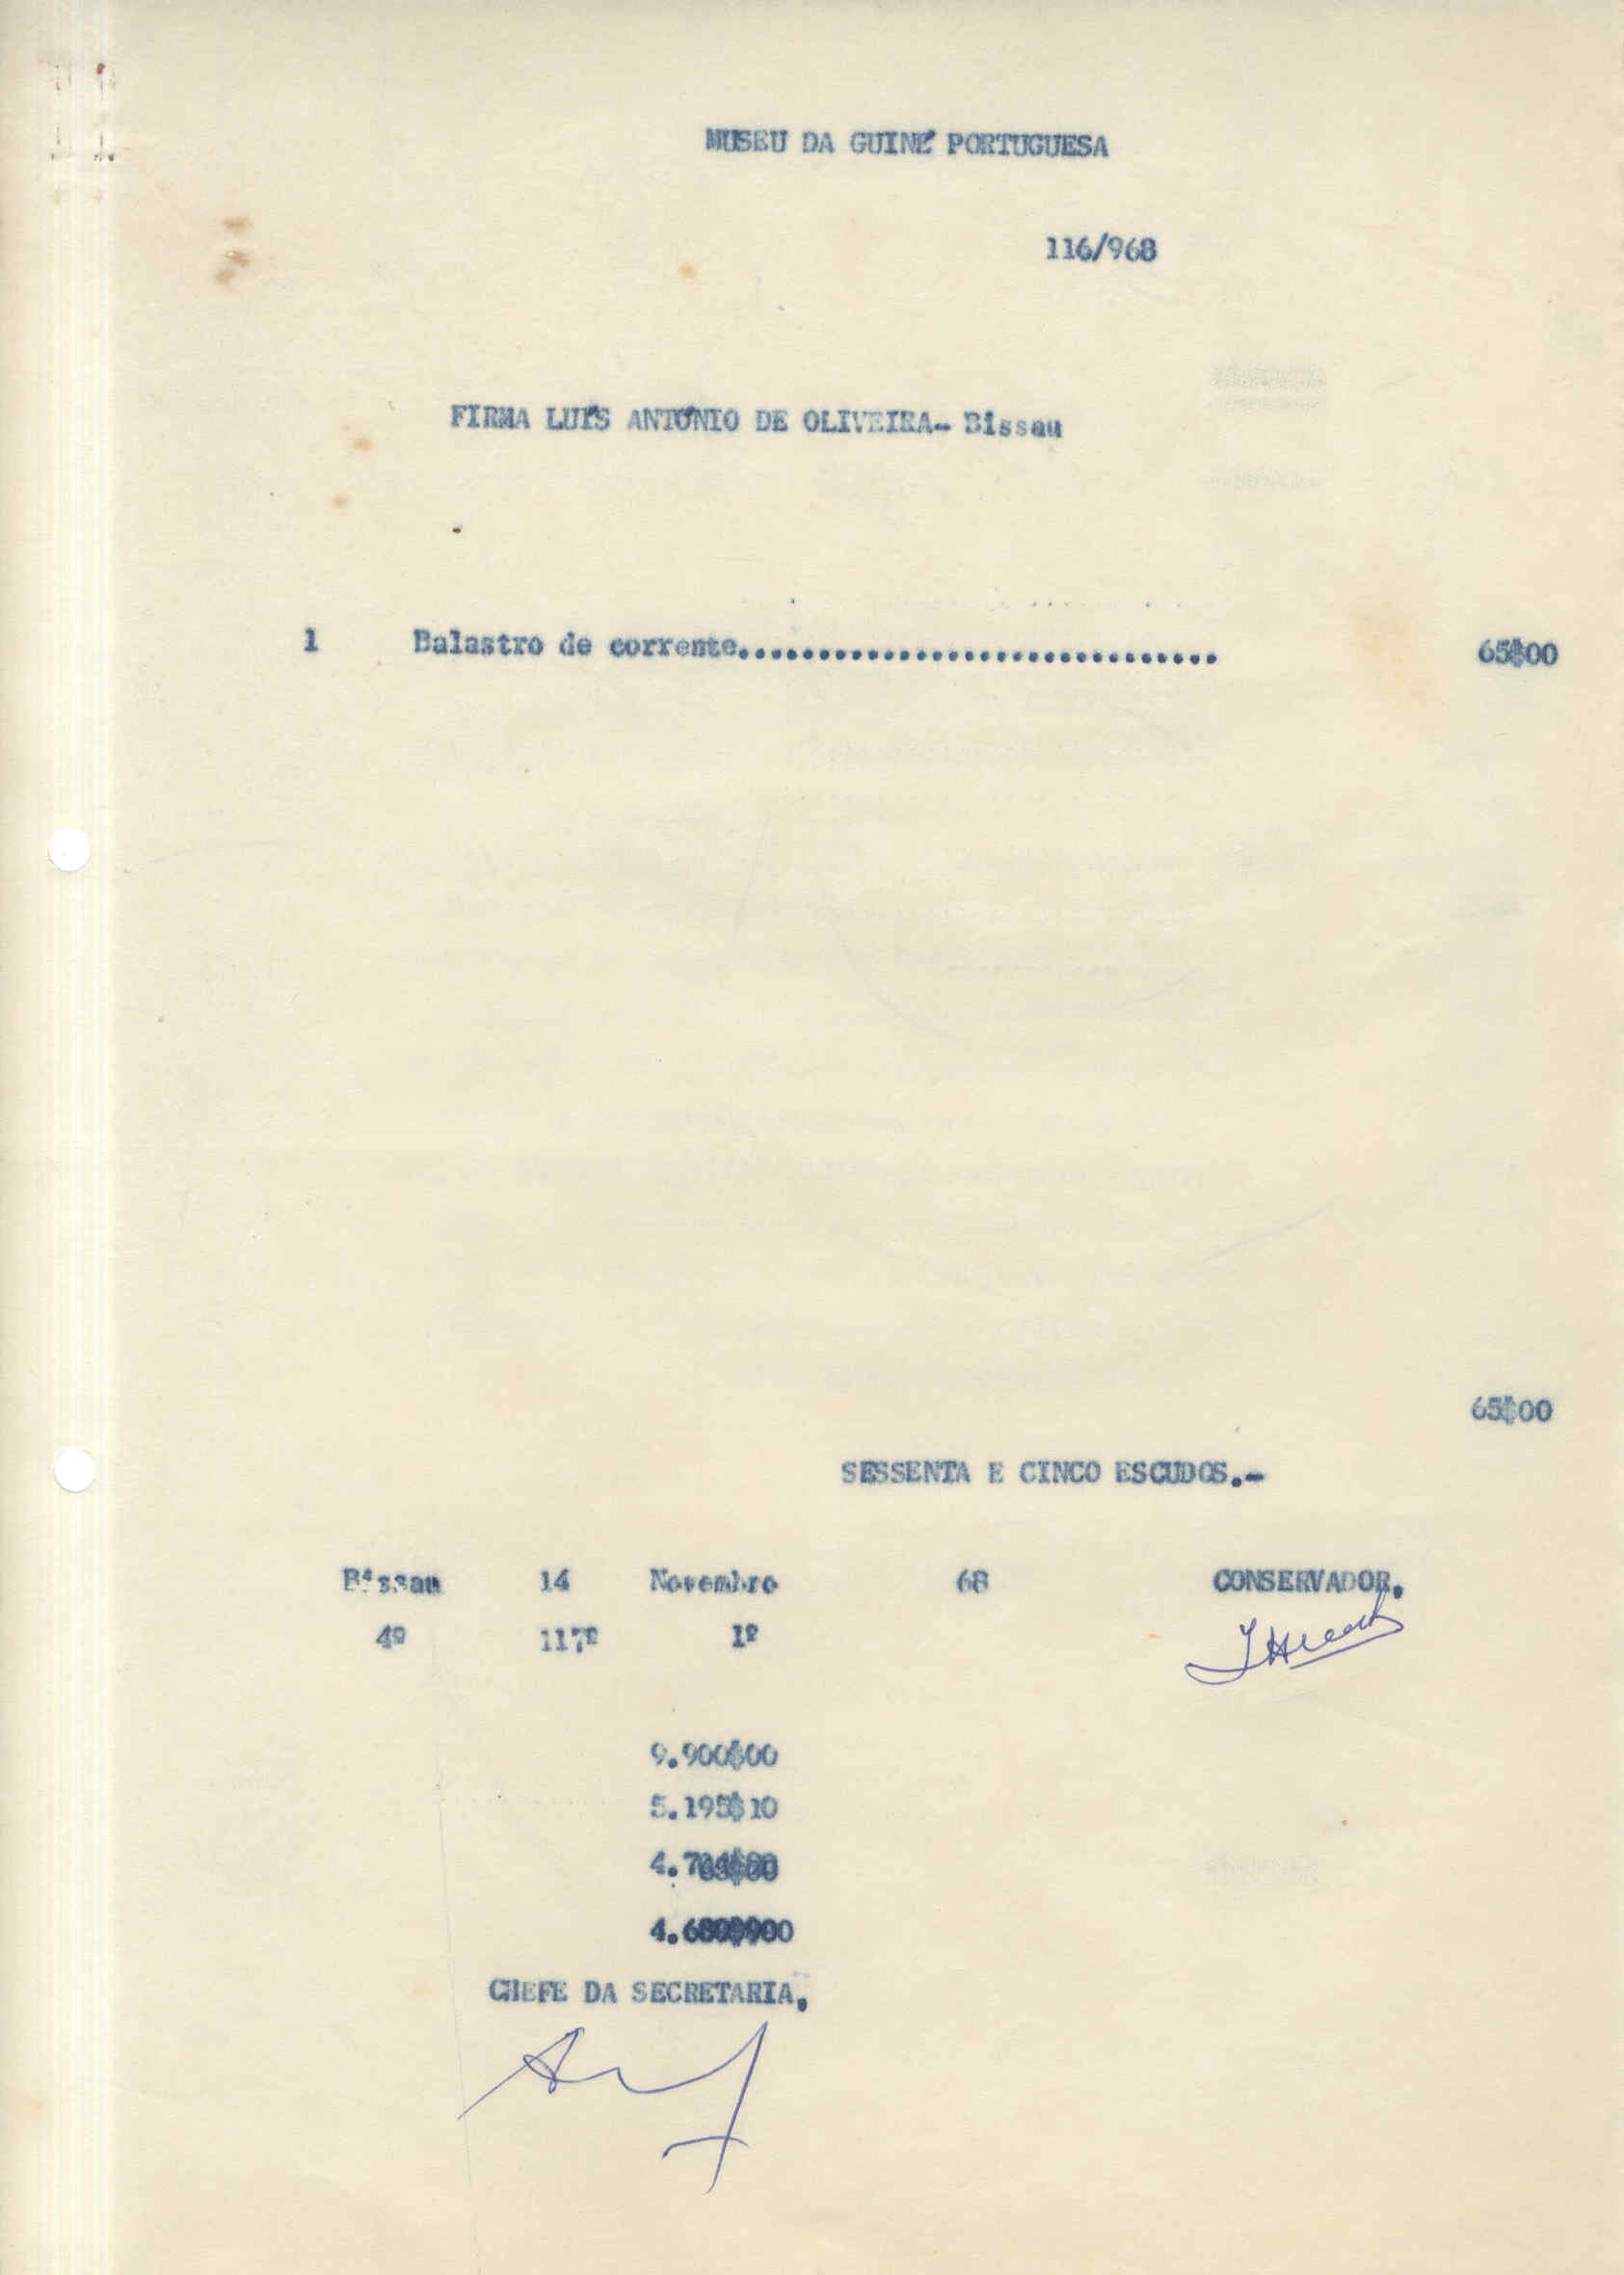 MUSEU DA GUINÉ PORTUGUESA
116/968
FIRMA LUÍS ANTÓNIO DE OLIVEIRA- Bissau
1 Balastro de corrente.............................. 65$00
65$00
SESSENTA E CINCO ESCUDOS.-
Bissau 14 Novembro 68 CONSERVADOR.
4º 117º 1º
9.900$00
5.195$10
CHEFE DA SECRETARIA,